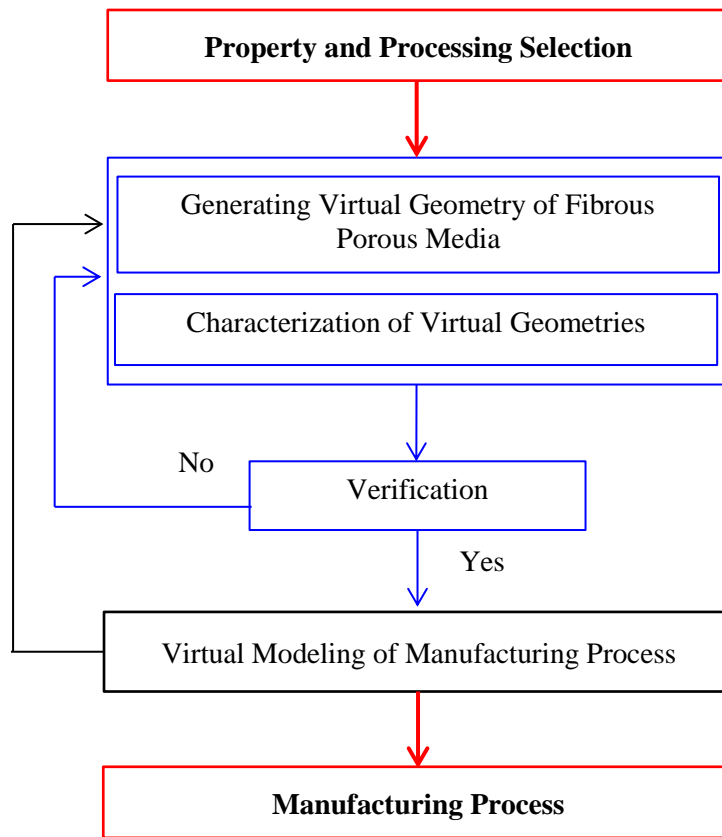 Property and Processing Selection
Generating Virtual Geometry of Fibrous
Porous Media
Characterization of Virtual Geometries
No
Verification
Yes
Virtual Modeling of Manufacturing Process
Manufacturing Process